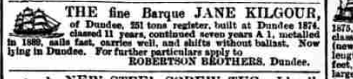 THE fine Barque JANE KILGOUR,
of Dundee, 251 tons register, built at Dundee 1874,
classed 11 years, continued seven years A 1, metalled
in 1889, sails fast, carries well, and shifts without ballast. Now
lying in Dundee. For further particulars apply to
ROBERTSON BROTHERS, Dundee.